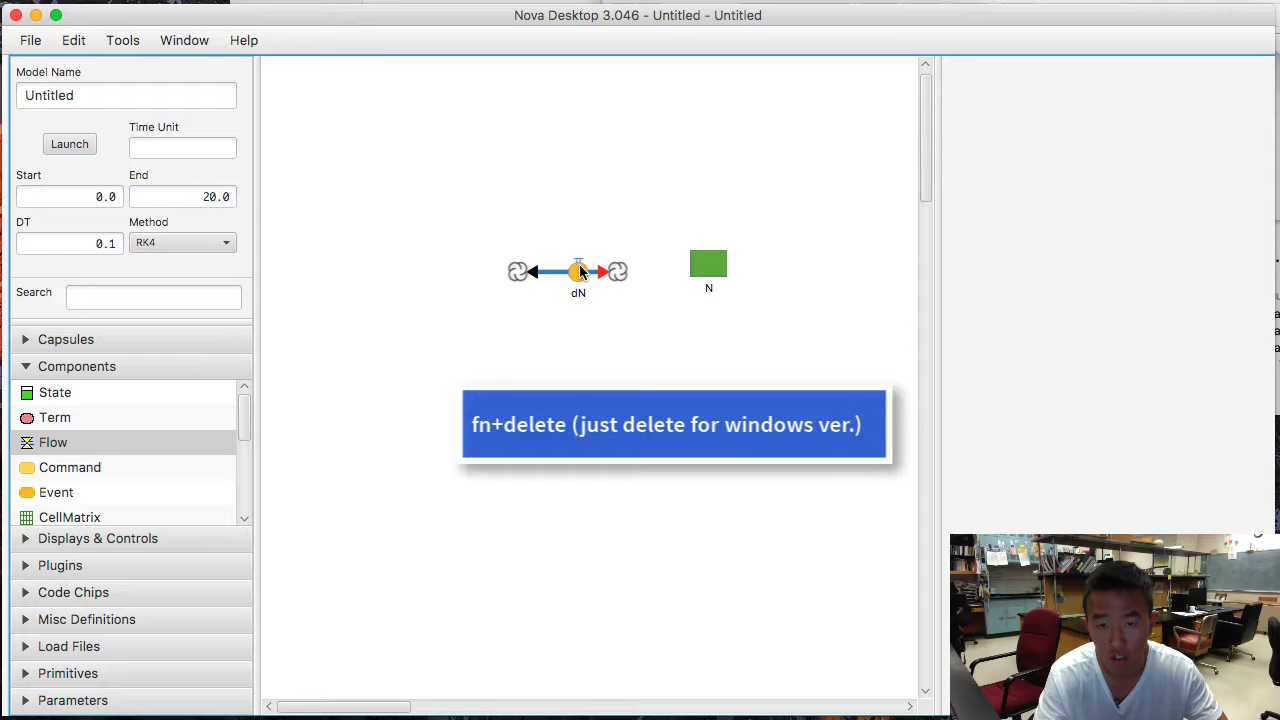 Nova Desktop 3.046 - Untitled - Untitled
File Edit Tools Window Help
Model Name
Untitled
Time Unit
Launch
Start End
0.0 20.0
DT Method
0.1 RK4
Search
Capsules
Components
State
Term
Flow
Command
Event
CellMatrix
Displays & Controls
Plugins
Code Chips
Misc Definitions
Load Files
Primitives
Parameters
dN
N
fn+delete (just delete for windows ver.)